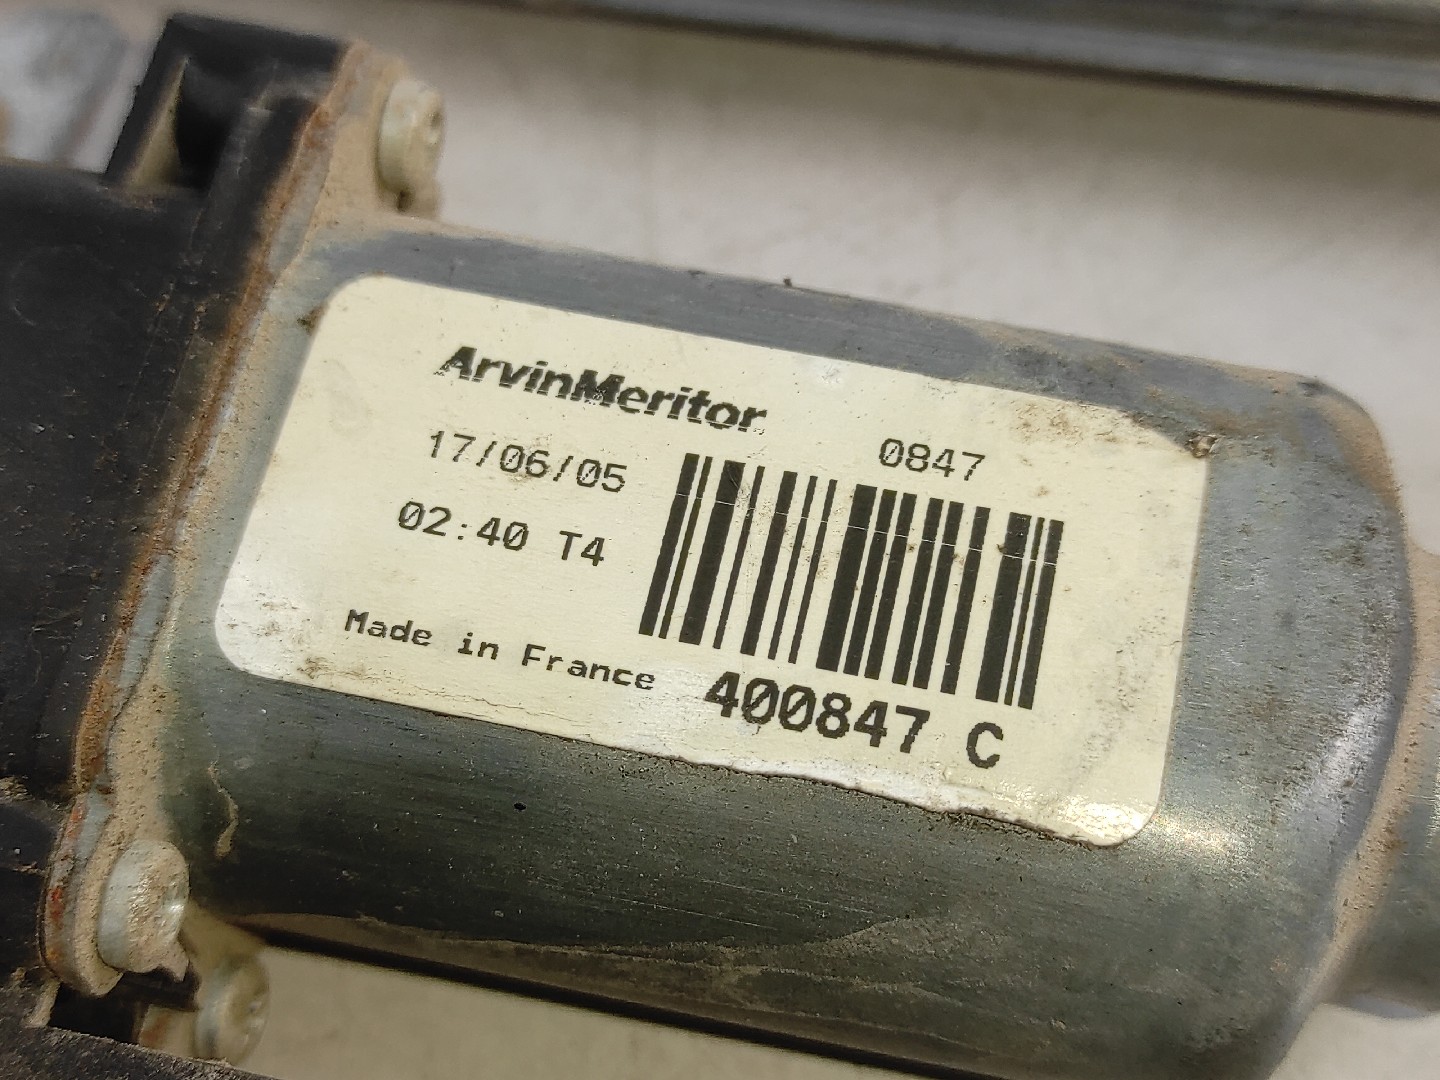 ArvinMeritor
17/06/05
0847
02:40 T4
Made in France
400847 C